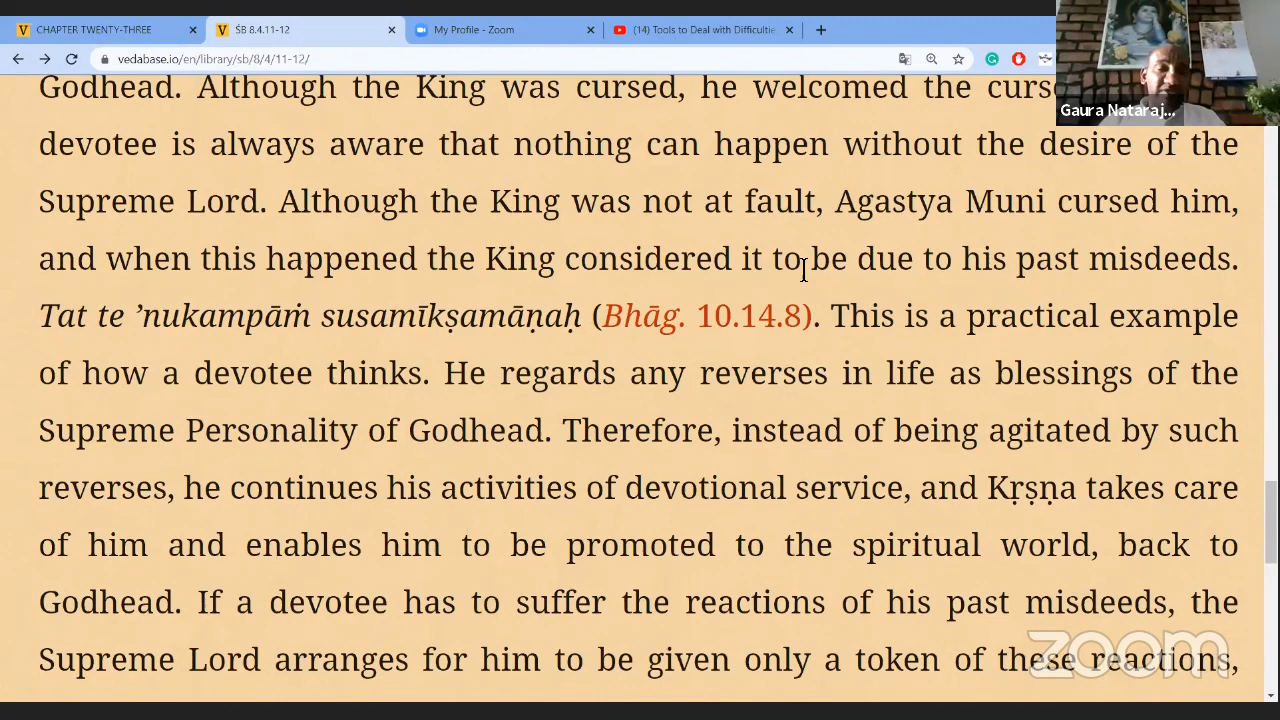 CHAPTER TWENTY-THREE
ŚB 8.4.11-12
My Profile - Zoom
(14) Tools to Deal with Difficultie
vedabase.io/en/library/sb/8/4/11-12/
Gaura Nataraj...
Godhead. Although the King was cursed, he welcomed the curse
devotee is always aware that nothing can happen without the desire of the
Supreme Lord. Although the King was not at fault, Agastya Muni cursed him,
and when this happened the King considered it to be due to his past misdeeds.
Tat te ’nukampāṁ susamīkṣamāṇaḥ (Bhāg. 10.14.8). This is a practical example
of how a devotee thinks. He regards any reverses in life as blessings of the
Supreme Personality of Godhead. Therefore, instead of being agitated by such
reverses, he continues his activities of devotional service, and Kṛṣṇa takes care
of him and enables him to be promoted to the spiritual world, back to
Godhead. If a devotee has to suffer the reactions of his past misdeeds, the
Supreme Lord arranges for him to be given only a token of these reactions,
zoom